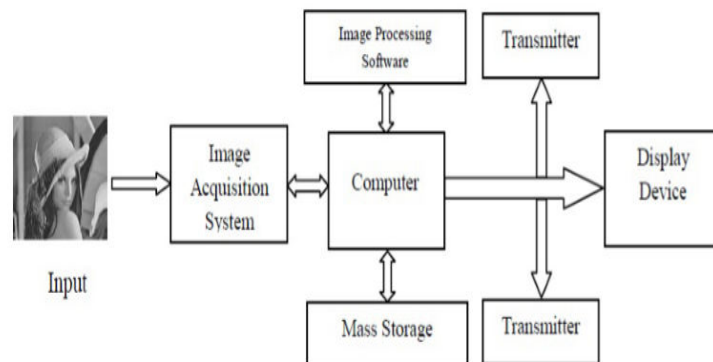 Image Processing
Software
Transmitter
Image
Acquisition
System
Computer
Display
Device
Input
Mass Storage
Transmitter